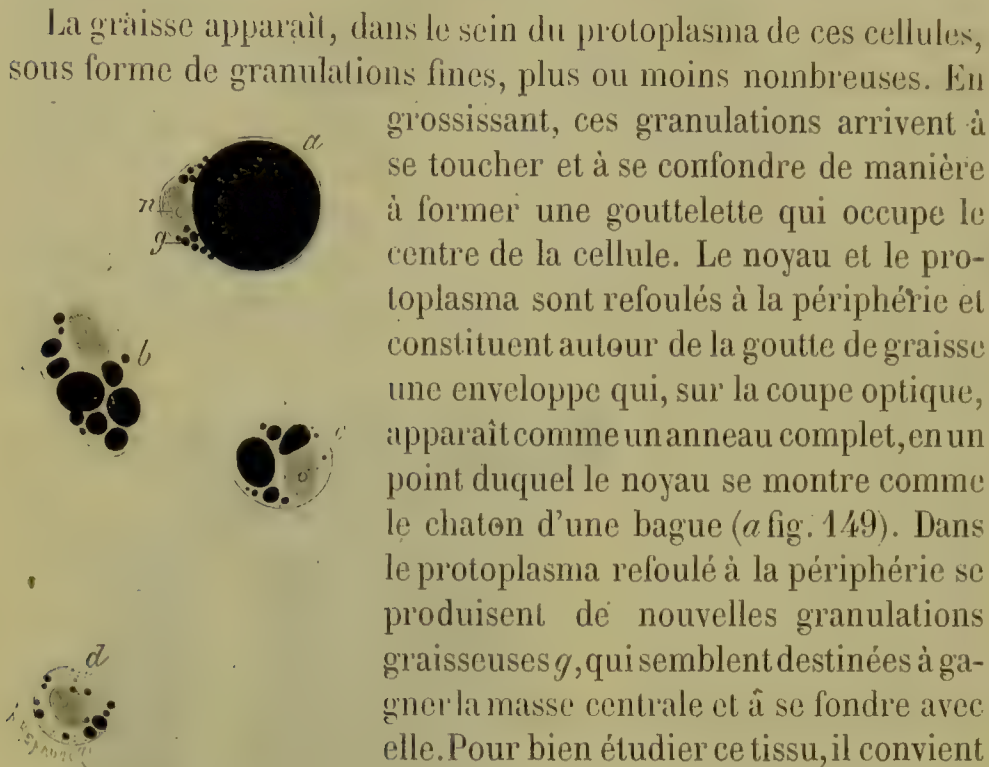 La graisse apparaît, dans le sein du protoplasma de ces cellules,
sous forme de granulations fines, plus ou moins nombreuses. En
grossissant, ces granulations arrivent à
se toucher et à se confondre de manière
à former une gouttelette qui occupe le
centre de la cellule. Le noyau et le pro-
toplasma sont refoulés à la périphérie et
constituent autour de la goutte de graisse
une enveloppe qui, sur la coupe optique,
apparaît comme un anneau complet, en un
point duquel le noyau se montre comme
le chaton d'une bague (a fig. 149). Dans
le protoplasma refoulé à la périphérie se
produisent de nouvelles granulations
graisseuses g, qui semblent destinées à ga-
gner la masse centrale et à se fondre avec
elle. Pour bien étudier ce tissu, il convient
a
n
g
b
c
d